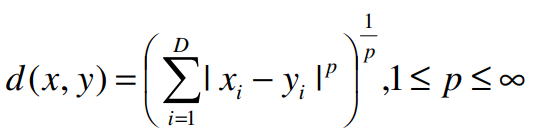 d(x, y) = ( ∑_{i=1}^{D} | x_i − y_i |^p )^{1/p} ,1 ≤ p ≤ ∞